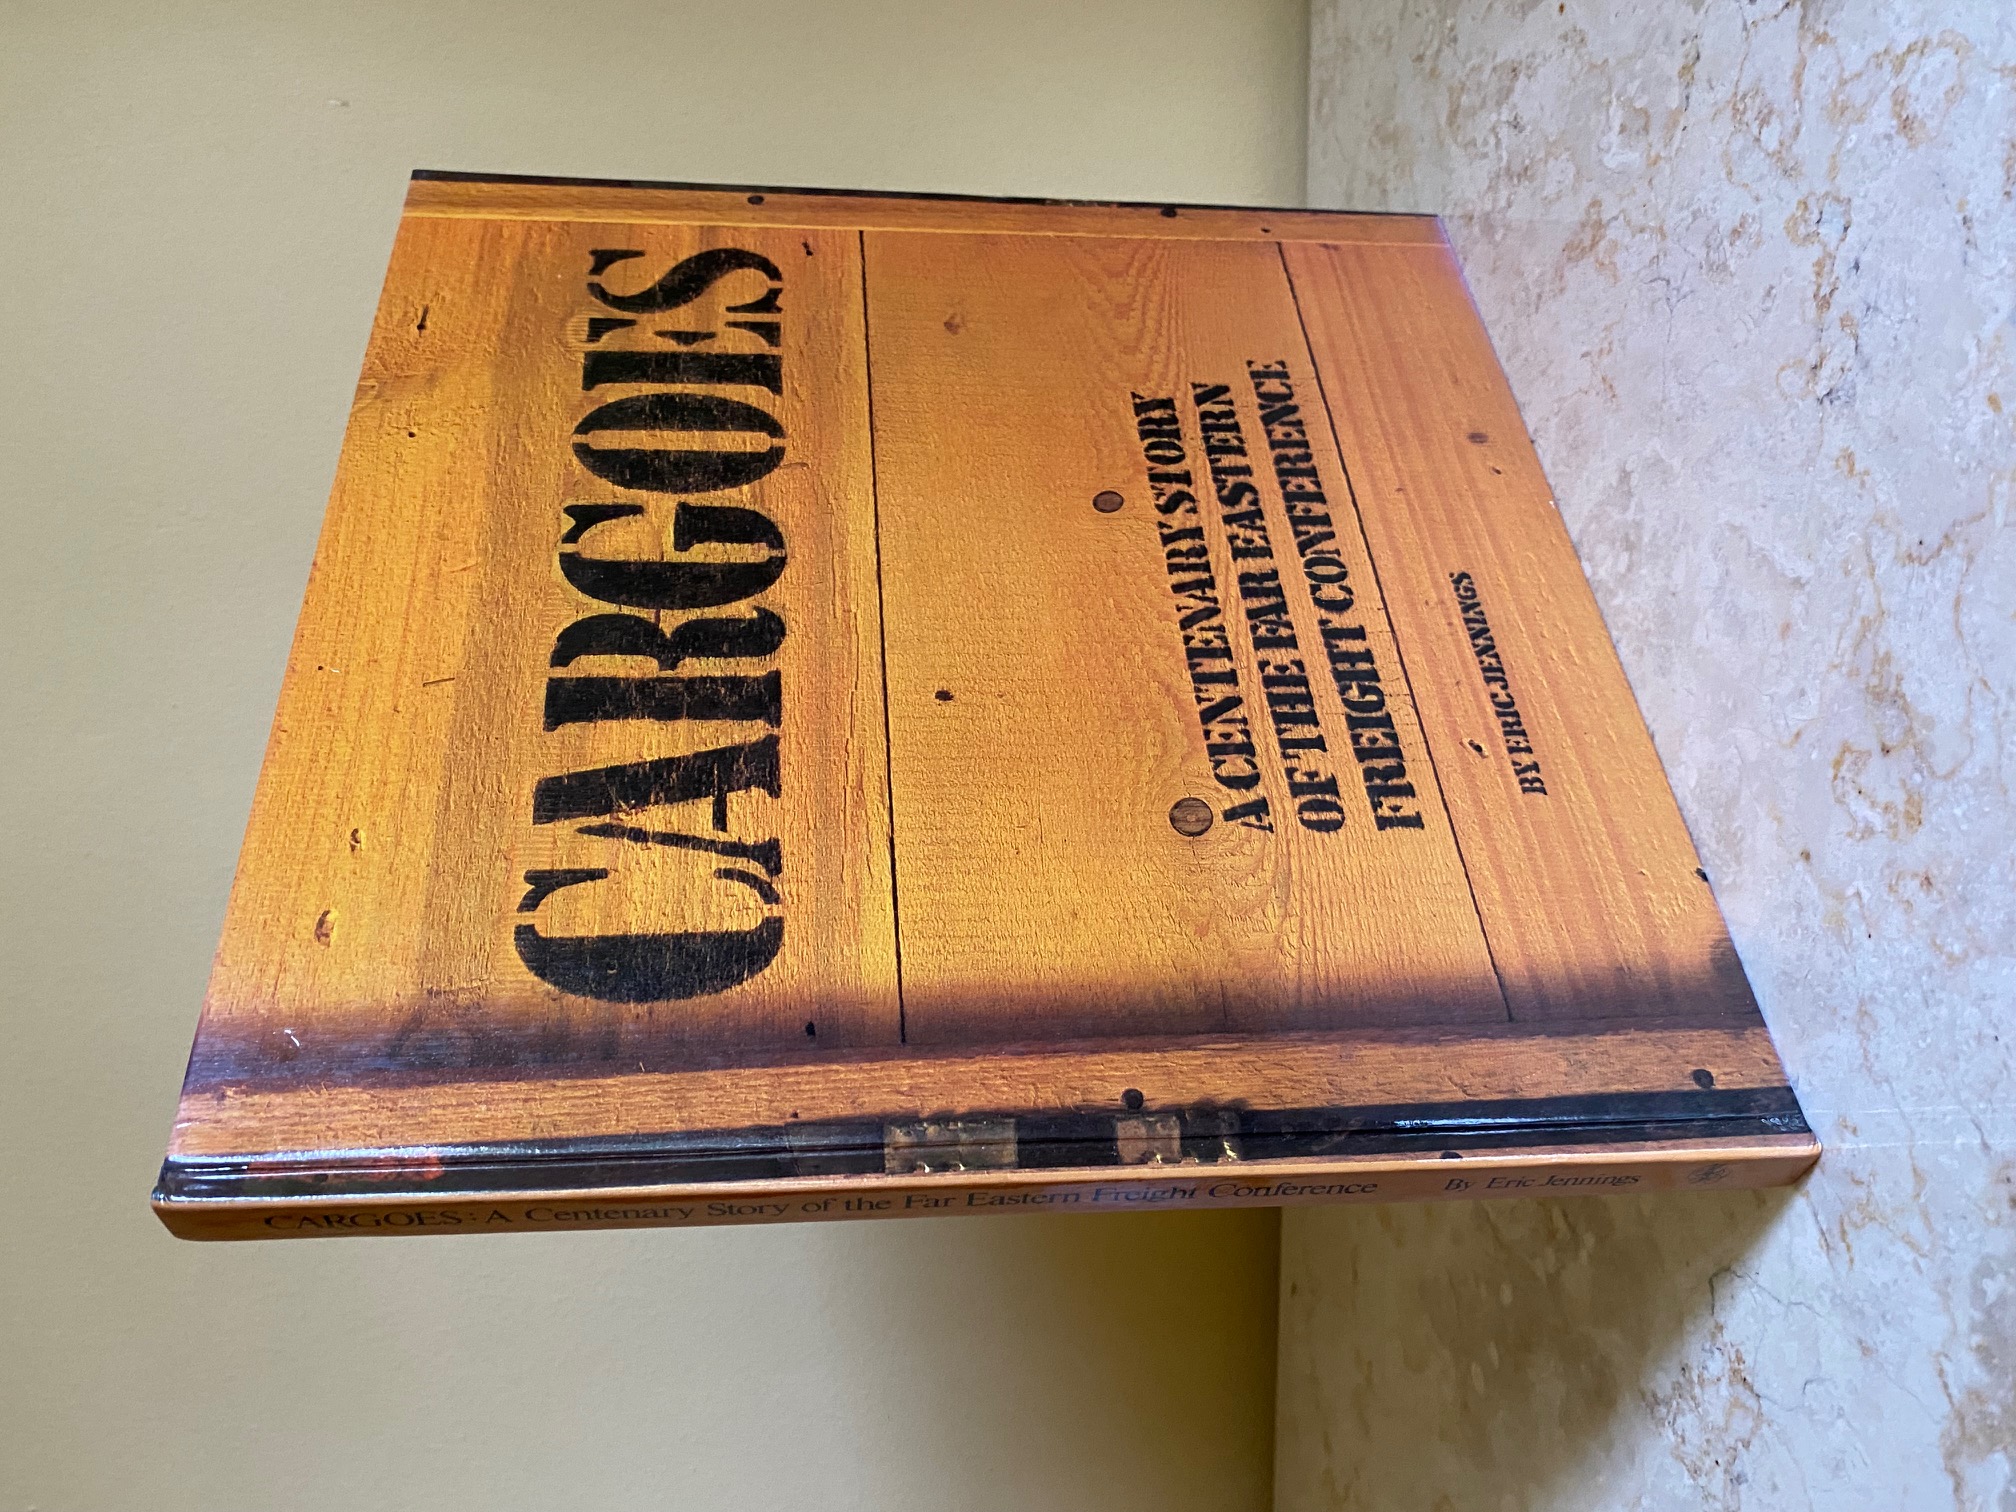 CARGOES
A CENTENARY STORY
OF THE FAR EASTERN
FREIGHT CONFERENCE
BY ERIC JENNINGS
CARGOES: A Centenary Story of the Far Eastern Freight Conference By Eric Jennings